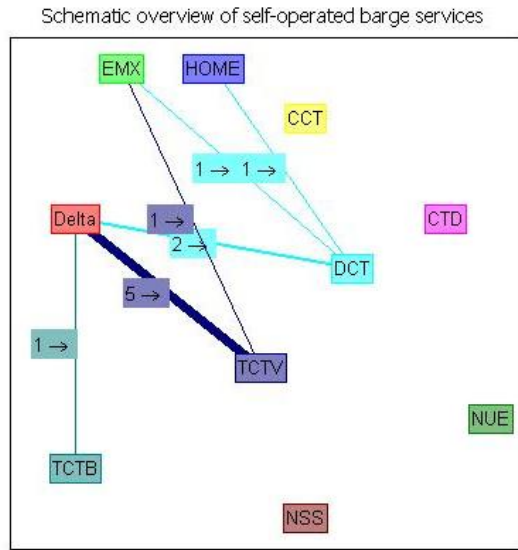 Schematic overview of self-operated barge services
EMX
HOME
CCT
1 → 1 →
Delta
1 →
CTD
2 →
DCT
5 →
1 →
TCTV
NUE
TCTB
NSS